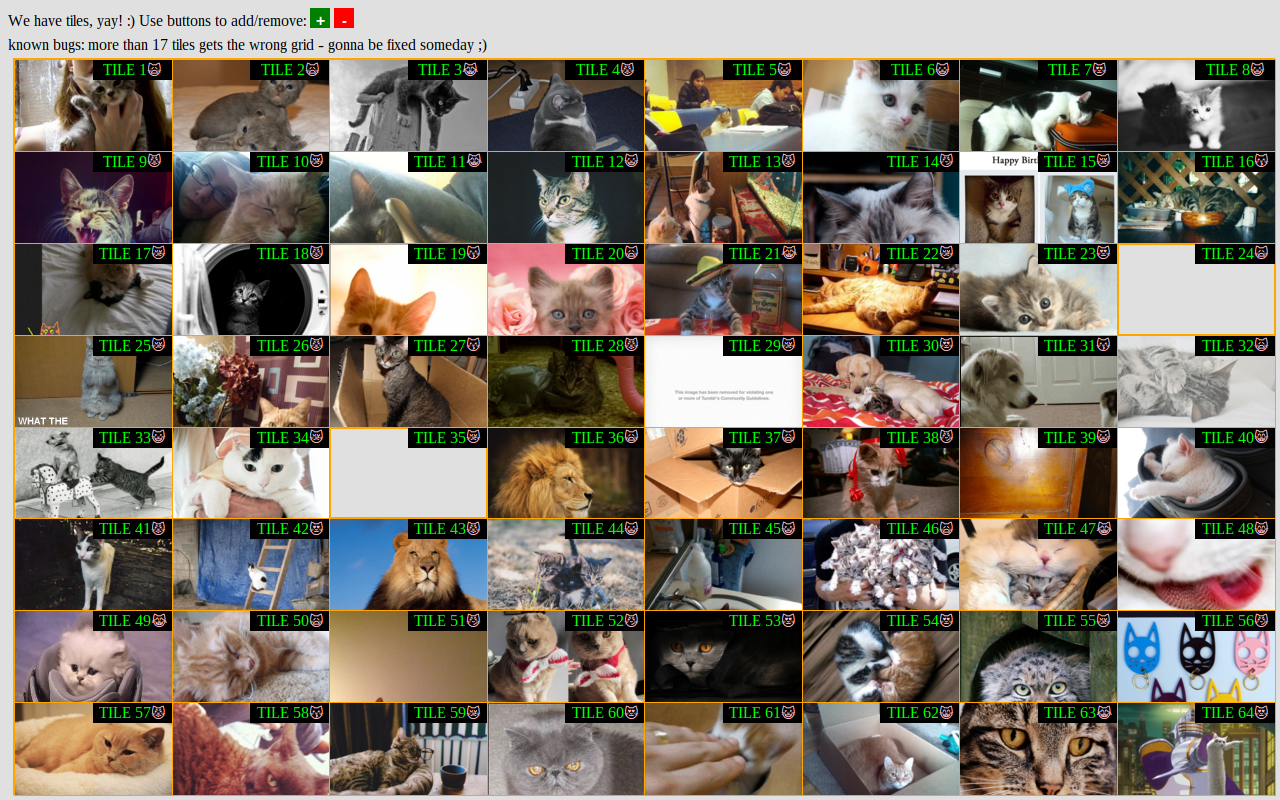 We have tiles, yay! :) Use buttons to add/remove: + -
known bugs: more than 17 tiles gets the wrong grid - gonna be fixed someday ;)
TILE 1 TILE 2 TILE 3 TILE 4 TILE 5 TILE 6 TILE 7 TILE 8
TILE 9 TILE 10 TILE 11 TILE 12 TILE 13 TILE 14 TILE 15 TILE 16
Happy Birt
TILE 17 TILE 18 TILE 19 TILE 20 TILE 21 TILE 22 TILE 23 TILE 24
TILE 25 TILE 26 TILE 27 TILE 28 TILE 29 TILE 30 TILE 31 TILE 32
This image has been removed for violating one
or more of Tumblr's Community Guidelines.
WHAT THE
TILE 33 TILE 34 TILE 35 TILE 36 TILE 37 TILE 38 TILE 39 TILE 40
TILE 41 TILE 42 TILE 43 TILE 44 TILE 45 TILE 46 TILE 47 TILE 48
TILE 49 TILE 50 TILE 51 TILE 52 TILE 53 TILE 54 TILE 55 TILE 56
TILE 57 TILE 58 TILE 59 TILE 60 TILE 61 TILE 62 TILE 63 TILE 64